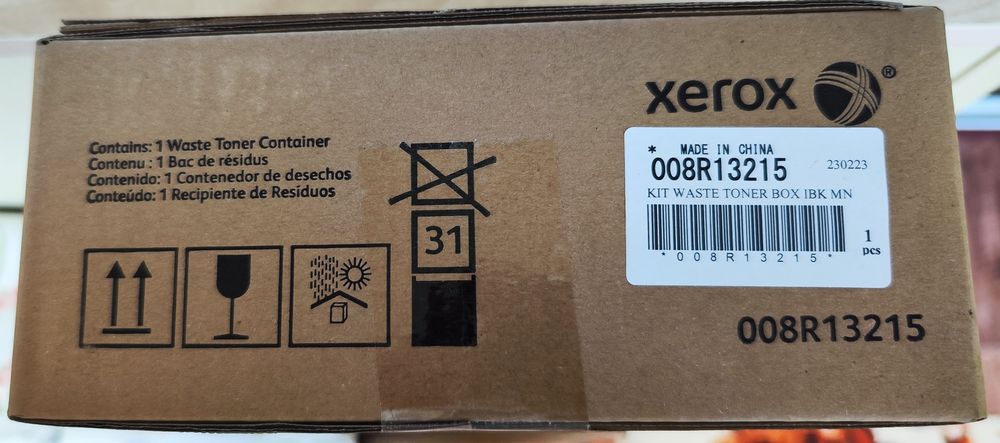 Contains: 1 Waste Toner Container
Contenu : 1 Bac de résidus
Contenido: 1 Contenedor de desechos
Conteúdo: 1 Recipiente de Resíduos
31
xerox ®
* MADE IN CHINA
008R13215 230223
KIT WASTE TONER BOX IBK MN
*008R13215*
1
pcs
008R13215